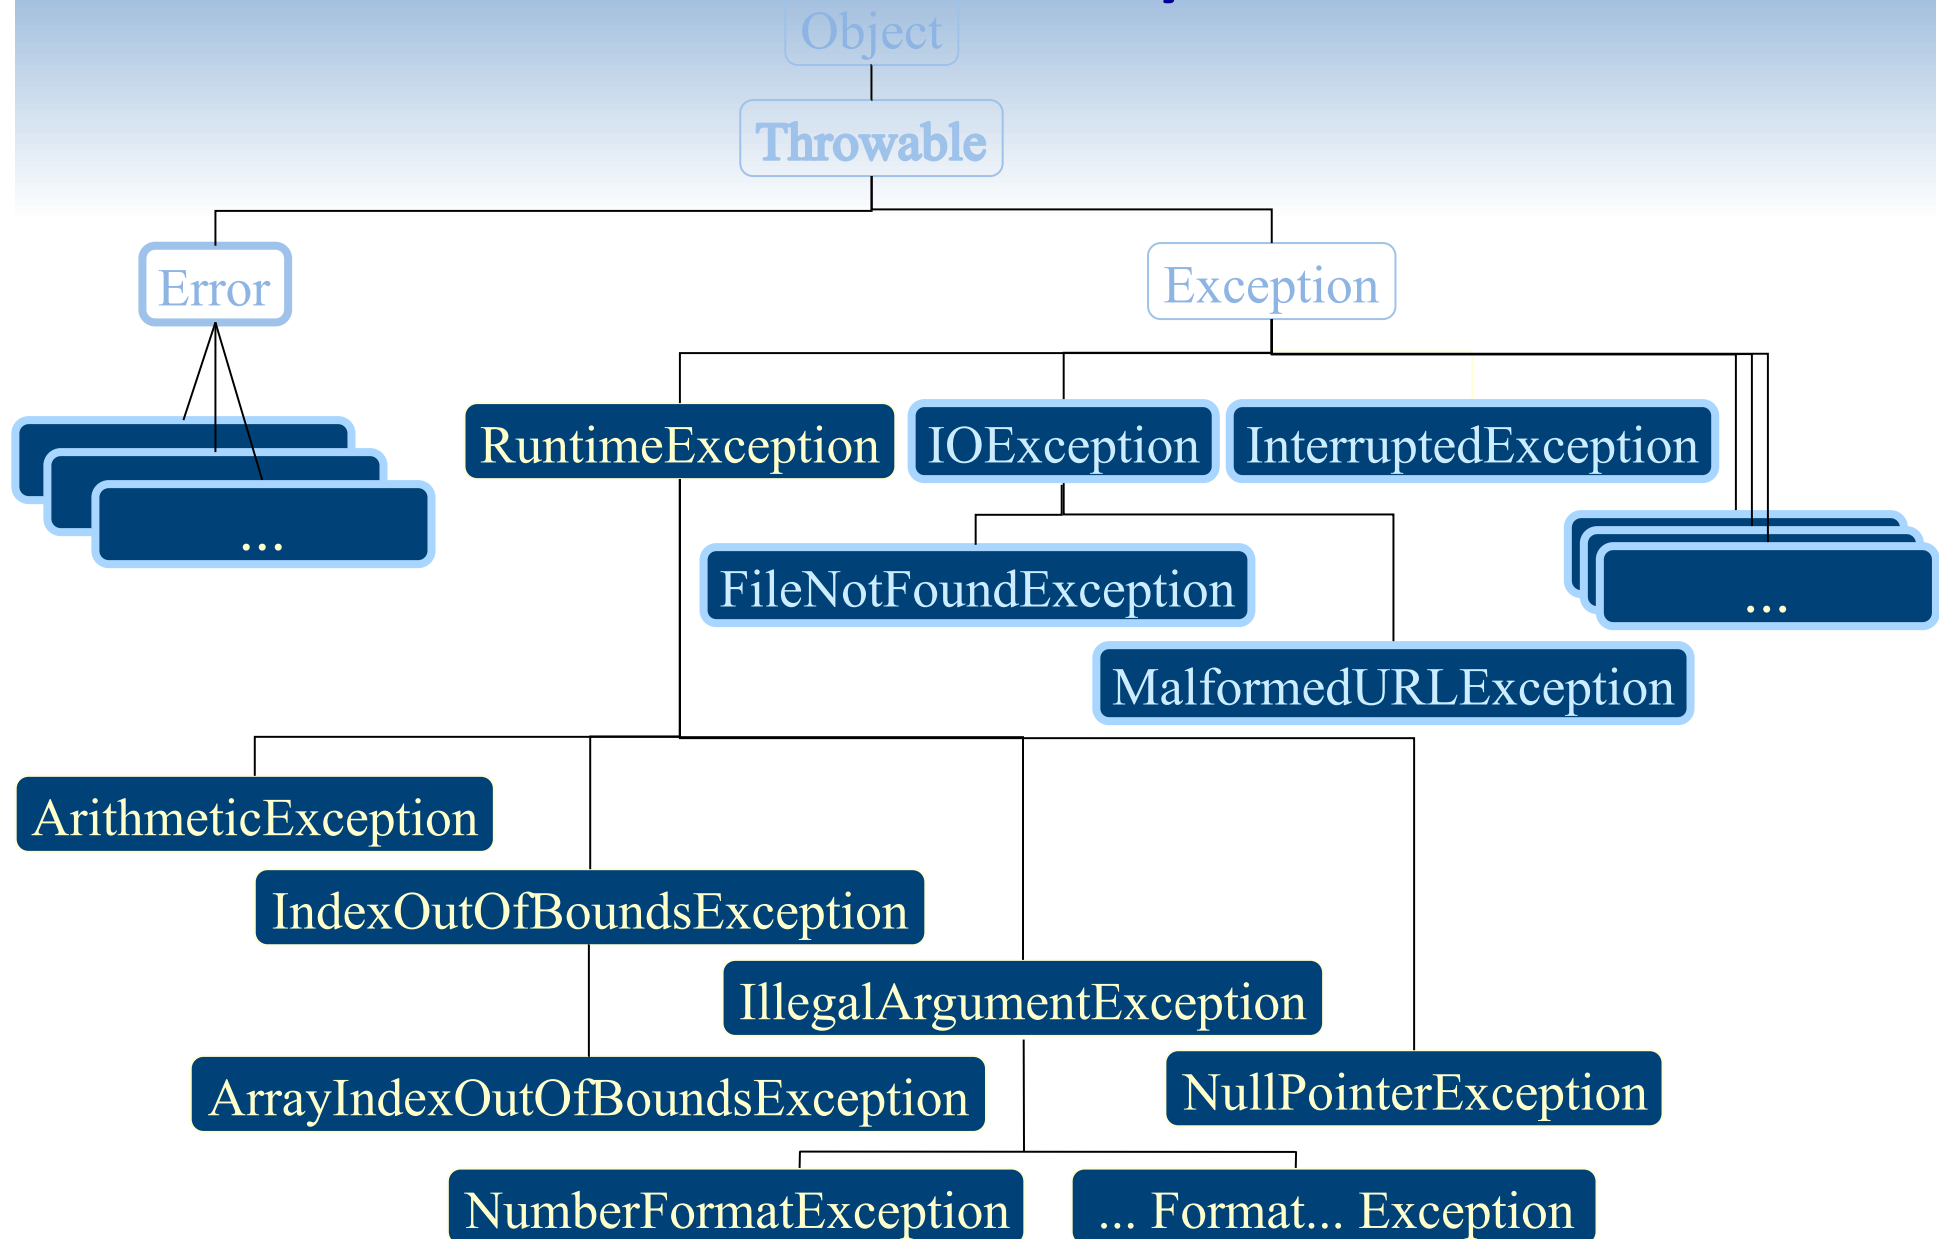 Object
Throwable
Error
Exception
RuntimeException
IOException
InterruptedException
...
FileNotFoundException
...
MalformedURLException
ArithmeticException
IndexOutOfBoundsException
IllegalArgumentException
ArrayIndexOutOfBoundsException
NullPointerException
NumberFormatException
... Format... Exception